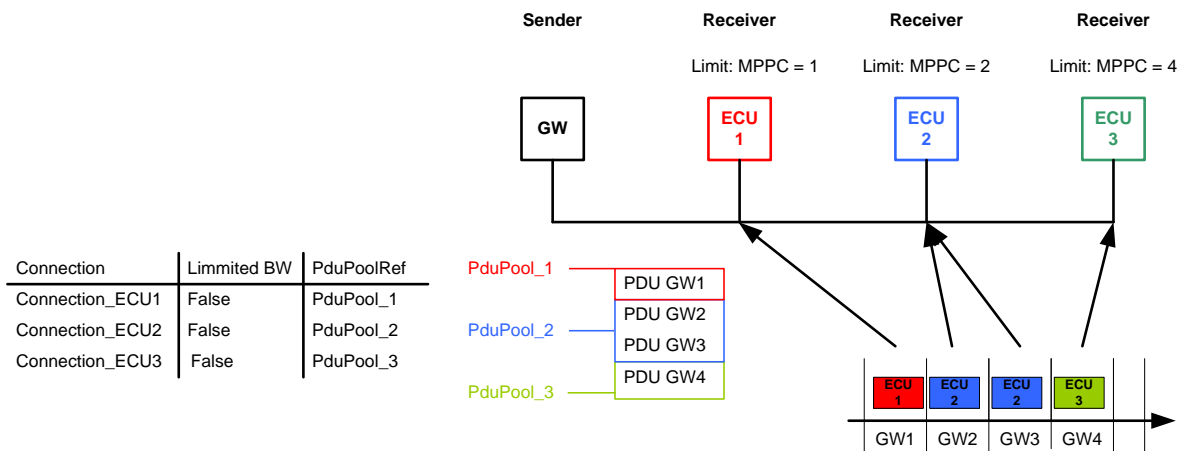 Sender Receiver Receiver Receiver
Limit: MPPC = 1 Limit: MPPC = 2 Limit: MPPC = 4
GW
ECU
1
ECU
2
ECU
3
Connection Limmited BW PduPoolRef
Connection_ECU1 False PduPool_1
Connection_ECU2 False PduPool_2
Connection_ECU3 False PduPool_3
PduPool_1
PduPool_2
PduPool_3
PDU GW1
PDU GW2
PDU GW3
PDU GW4
ECU
1
ECU
2
ECU
2
ECU
3
GW1 GW2 GW3 GW4